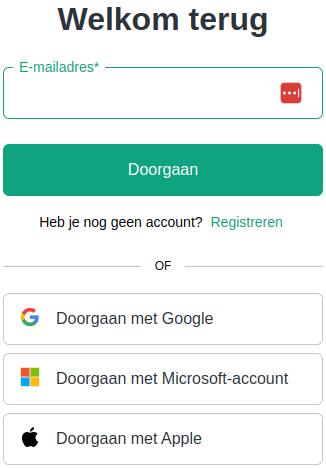 Welkom terug
E-mailadres*
Doorgaan
Heb je nog geen account? Registreren
OF
Doorgaan met Google
Doorgaan met Microsoft-account
Doorgaan met Apple